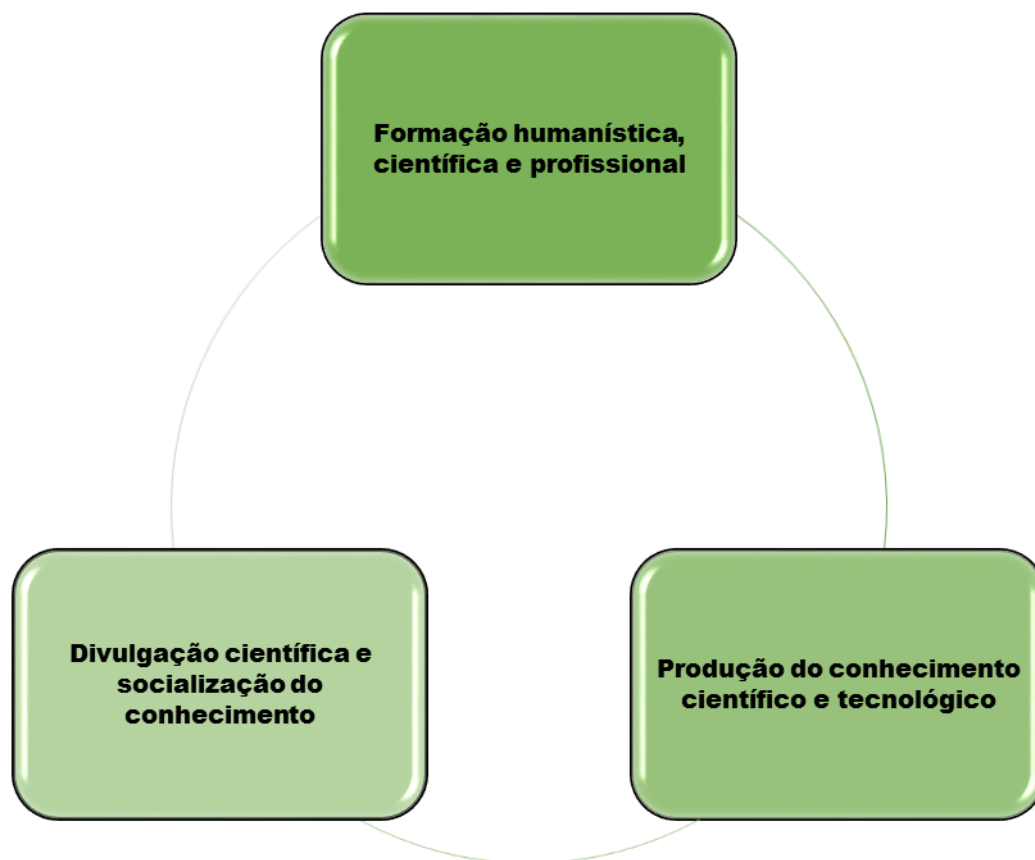 Formação humanística,
científica e profissional
Divulgação científica e
socialização do
conhecimento
Produção do conhecimento
científico e tecnológico